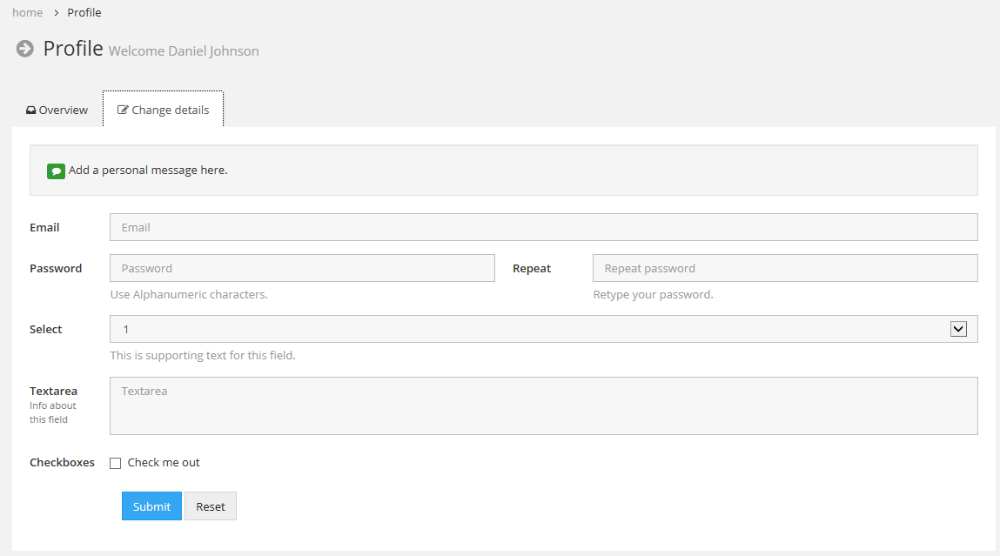 home > Profile
Profile Welcome Daniel Johnson
Overview
Change details
Add a personal message here.
Email
Email
Password
Password
Repeat
Repeat password
Use Alphanumeric characters.
Retype your password.
Select
1
This is supporting text for this field.
Textarea
Info about
this field
Textarea
Checkboxes
Check me out
Submit
Reset